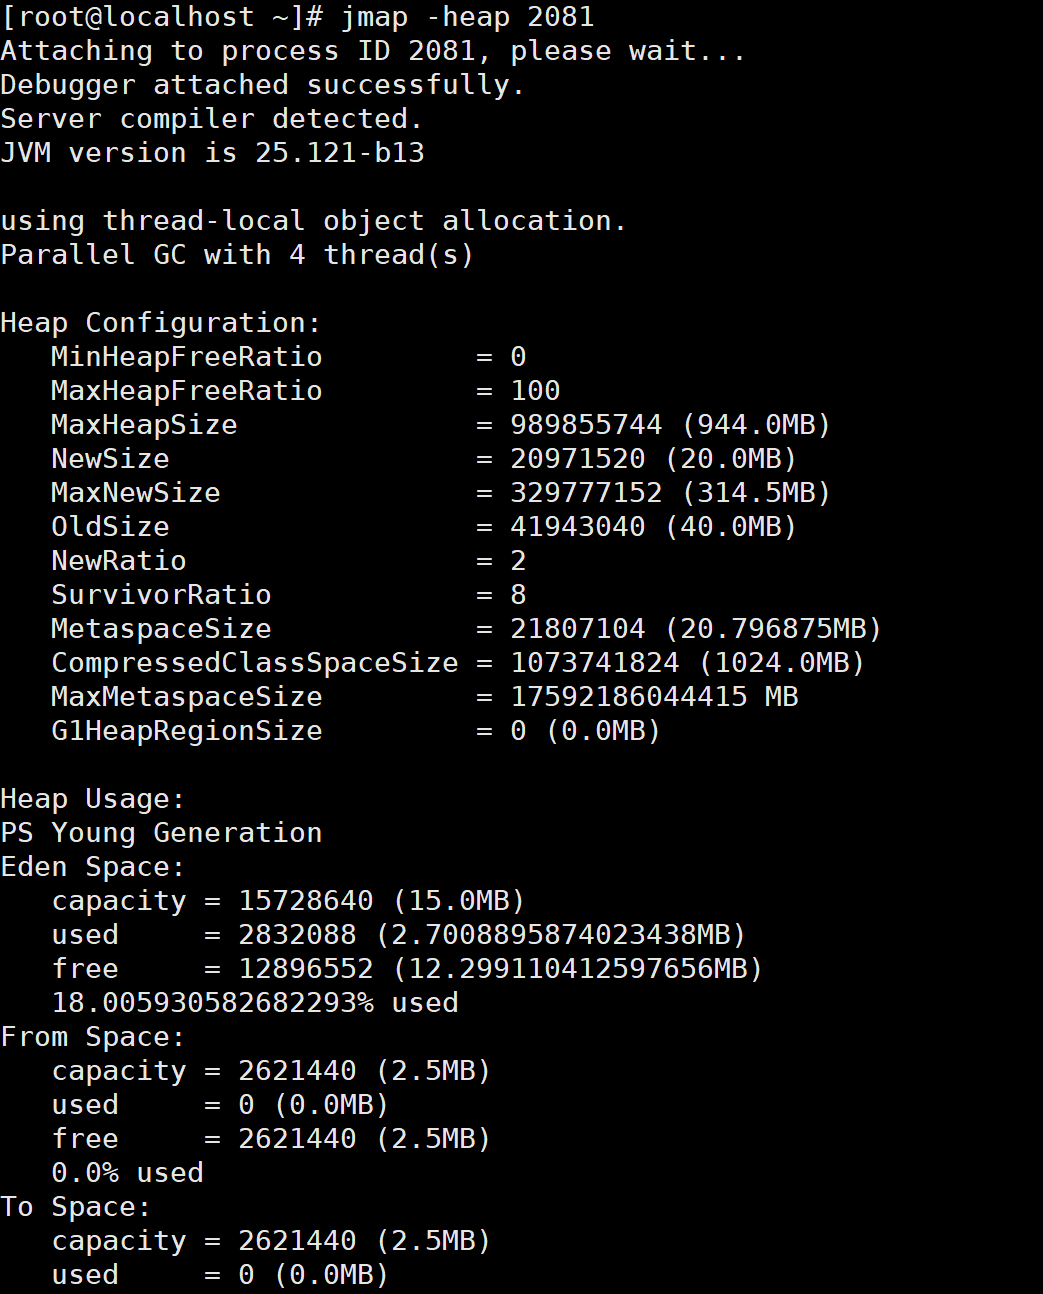 [root@localhost ~]# jmap -heap 2081
Attaching to process ID 2081, please wait...
Debugger attached successfully.
Server compiler detected.
JVM version is 25.121-b13
using thread-local object allocation.
Parallel GC with 4 thread(s)
Heap Configuration:
   MinHeapFreeRatio         = 0
   MaxHeapFreeRatio         = 100
   MaxHeapSize              = 989855744 (944.0MB)
   NewSize                  = 20971520 (20.0MB)
   MaxNewSize               = 329777152 (314.5MB)
   OldSize                  = 41943040 (40.0MB)
   NewRatio                 = 2
   SurvivorRatio            = 8
   MetaspaceSize            = 21807104 (20.796875MB)
   CompressedClassSpaceSize = 1073741824 (1024.0MB)
   MaxMetaspaceSize         = 17592186044415 MB
   G1HeapRegionSize         = 0 (0.0MB)
Heap Usage:
PS Young Generation
Eden Space:
   capacity = 15728640 (15.0MB)
   used     = 2832088 (2.7008895874023438MB)
   free     = 12896552 (12.299110412597656MB)
   18.005930582682293% used
From Space:
   capacity = 2621440 (2.5MB)
   used     = 0 (0.0MB)
   free     = 2621440 (2.5MB)
   0.0% used
To Space:
   capacity = 2621440 (2.5MB)
   used     = 0 (0.0MB)